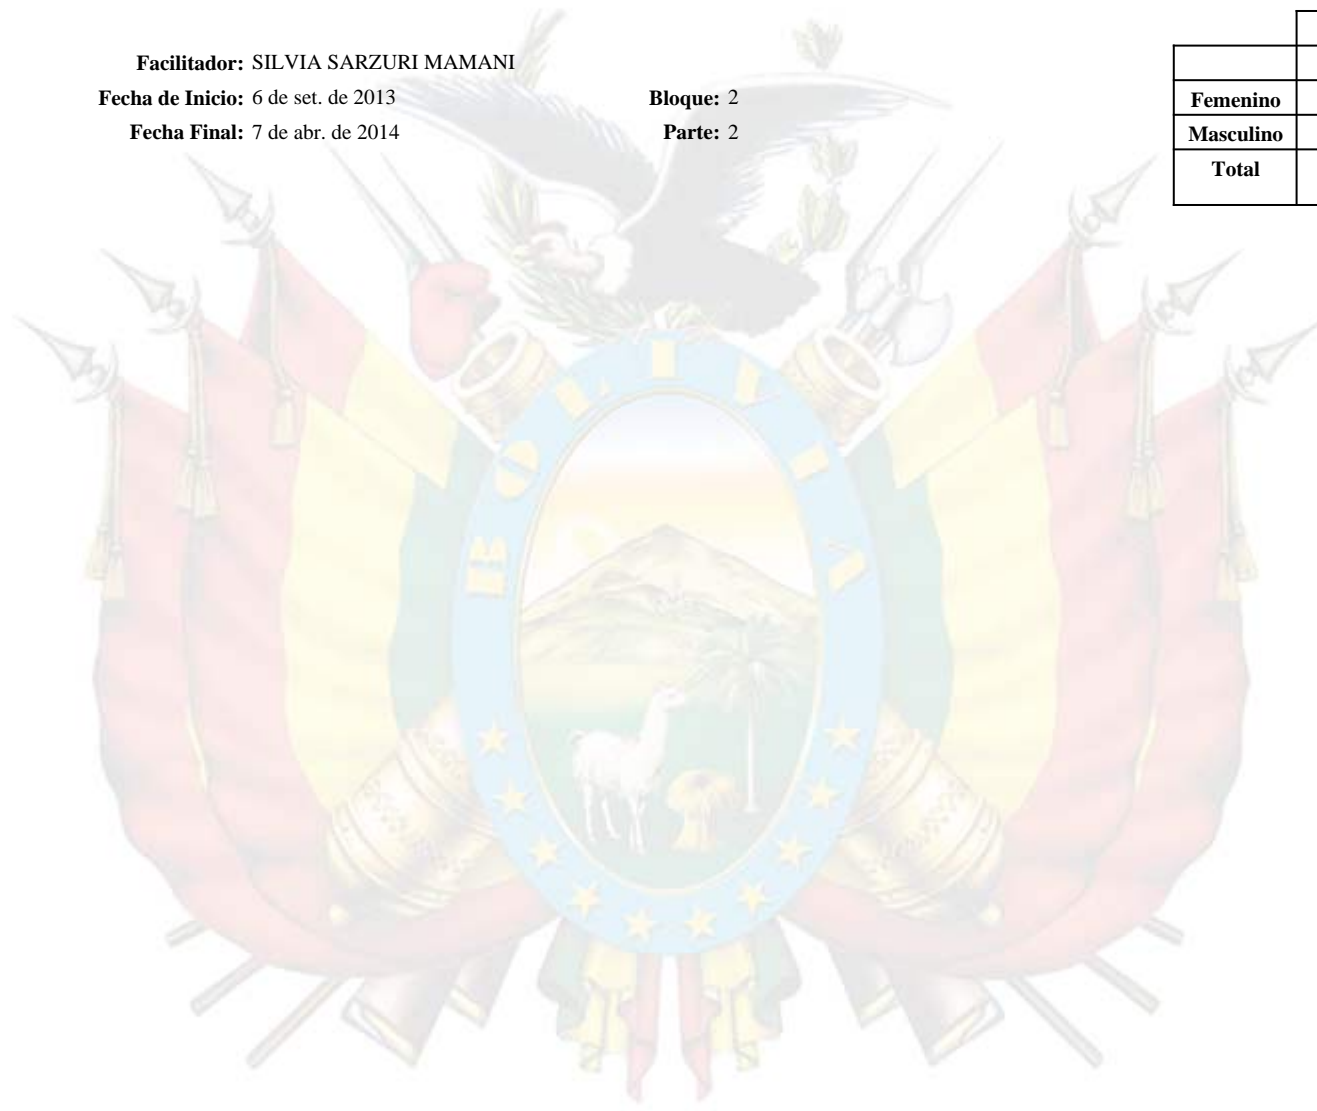 Facilitador: SILVIA SARZURI MAMANI
Fecha de Inicio: 6 de set. de 2013 Bloque: 2
Fecha Final: 7 de abr. de 2014 Parte: 2
Femenino
Masculino
Total
BOLIVIA